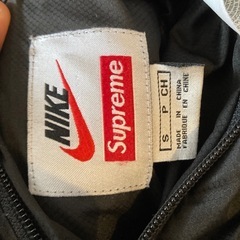 NIKE
Supreme
S P CH
MADE IN CHINA
FABRIQUE EN CHINE